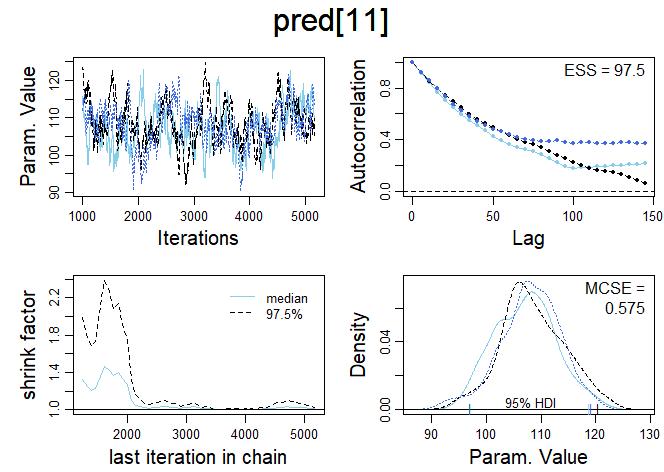 pred[11]
Param. Value
90 100 110 120
1000 2000 3000 4000 5000
Iterations
Autocorrelation
0.0 0.4 0.8
ESS = 97.5
0 50 100 150
Lag
shrink factor
1.0 1.4 1.8 2.2
median
97.5%
2000 3000 4000 5000
last iteration in chain
Density
0.00 0.04
MCSE =
0.575
95% HDI
90 100 110 120 130
Param. Value